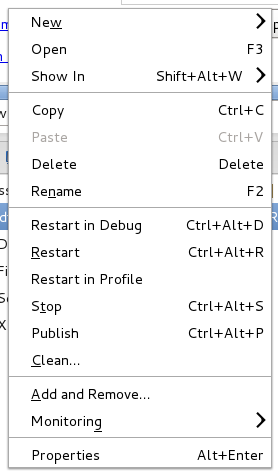 New
Open F3
Show In Shift+Alt+W
Copy Ctrl+C
Paste Ctrl+V
Delete Delete
Rename F2
Restart in Debug Ctrl+Alt+D
Restart Ctrl+Alt+R
Restart in Profile
Stop Ctrl+Alt+S
Publish Ctrl+Alt+P
Clean...
Add and Remove...
Monitoring
Properties Alt+Enter